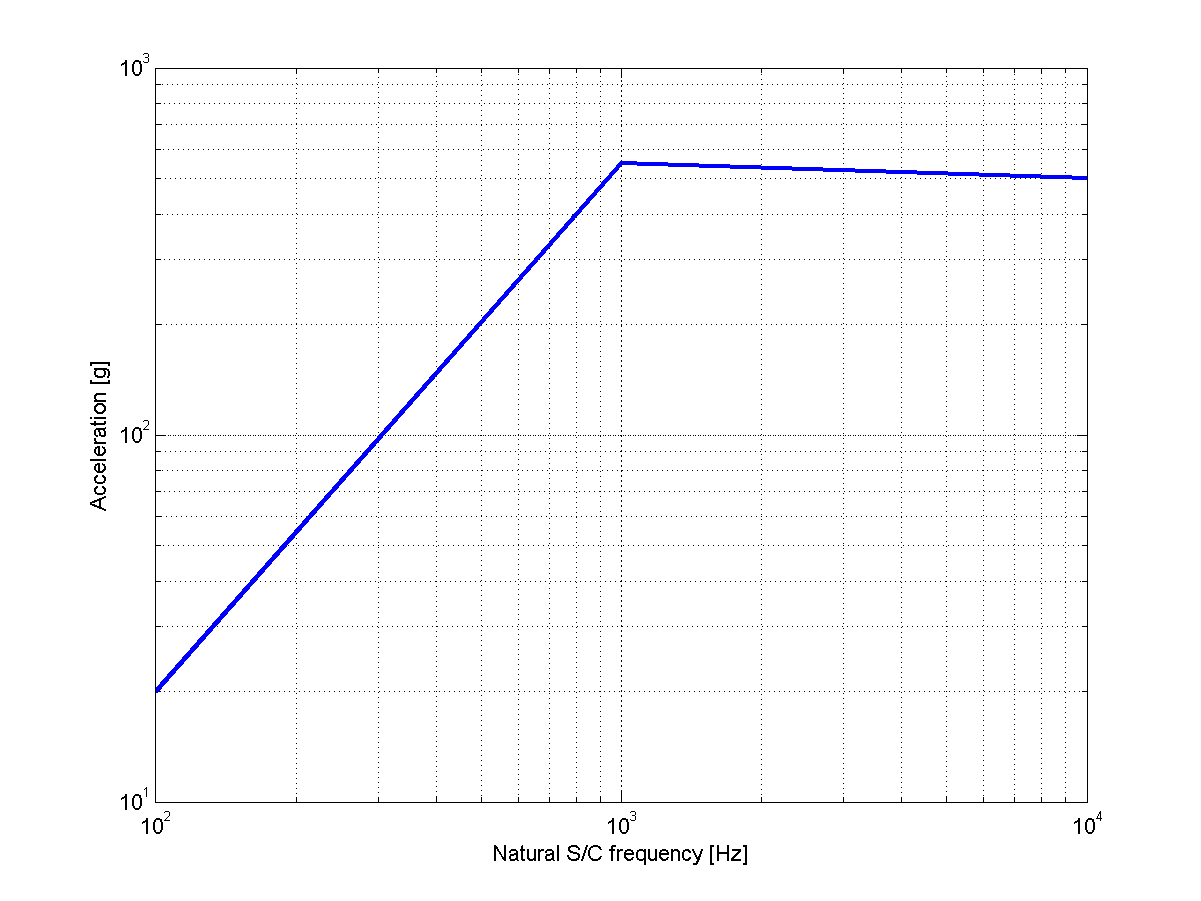 10³
Acceleration [g]
10²
10¹
10² 10³ 10⁴
Natural S/C frequency [Hz]